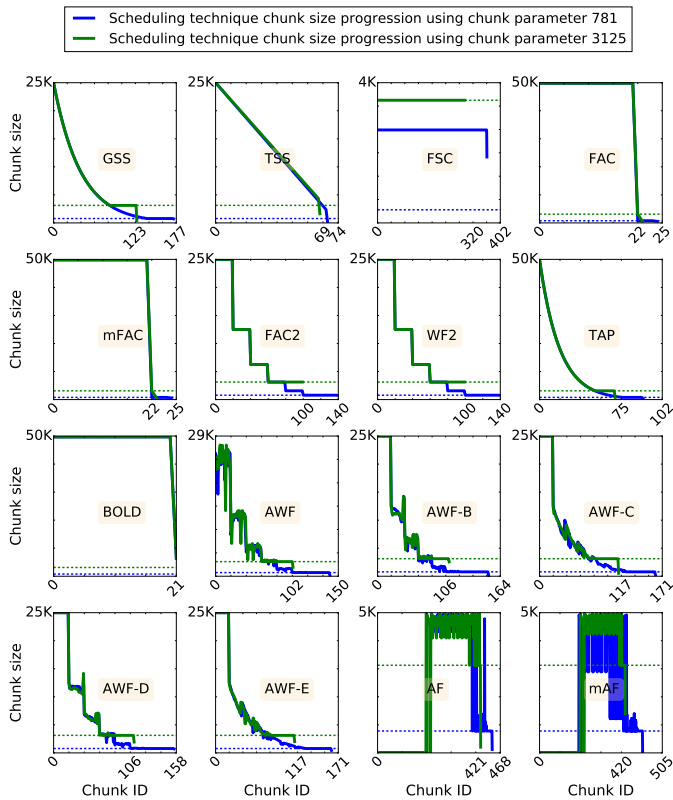 Scheduling technique chunk size progression using chunk parameter 781
Scheduling technique chunk size progression using chunk parameter 3125
25K
25K
4K
50K
Chunk size
GSS
TSS
FSC
FAC
0
123
177
0
69
74
0
320
402
0
22
25
50K
25K
25K
50K
Chunk size
mFAC
FAC2
WF2
TAP
0
22
25
0
100
140
0
100
140
0
75
102
50K
29K
25K
25K
Chunk size
BOLD
AWF
AWF-B
AWF-C
0
21
0
102
150
0
106
164
0
117
171
25K
25K
5K
5K
Chunk size
AWF-D
AWF-E
AF
mAF
0
106
158
0
117
171
0
421
468
0
420
505
Chunk ID
Chunk ID
Chunk ID
Chunk ID